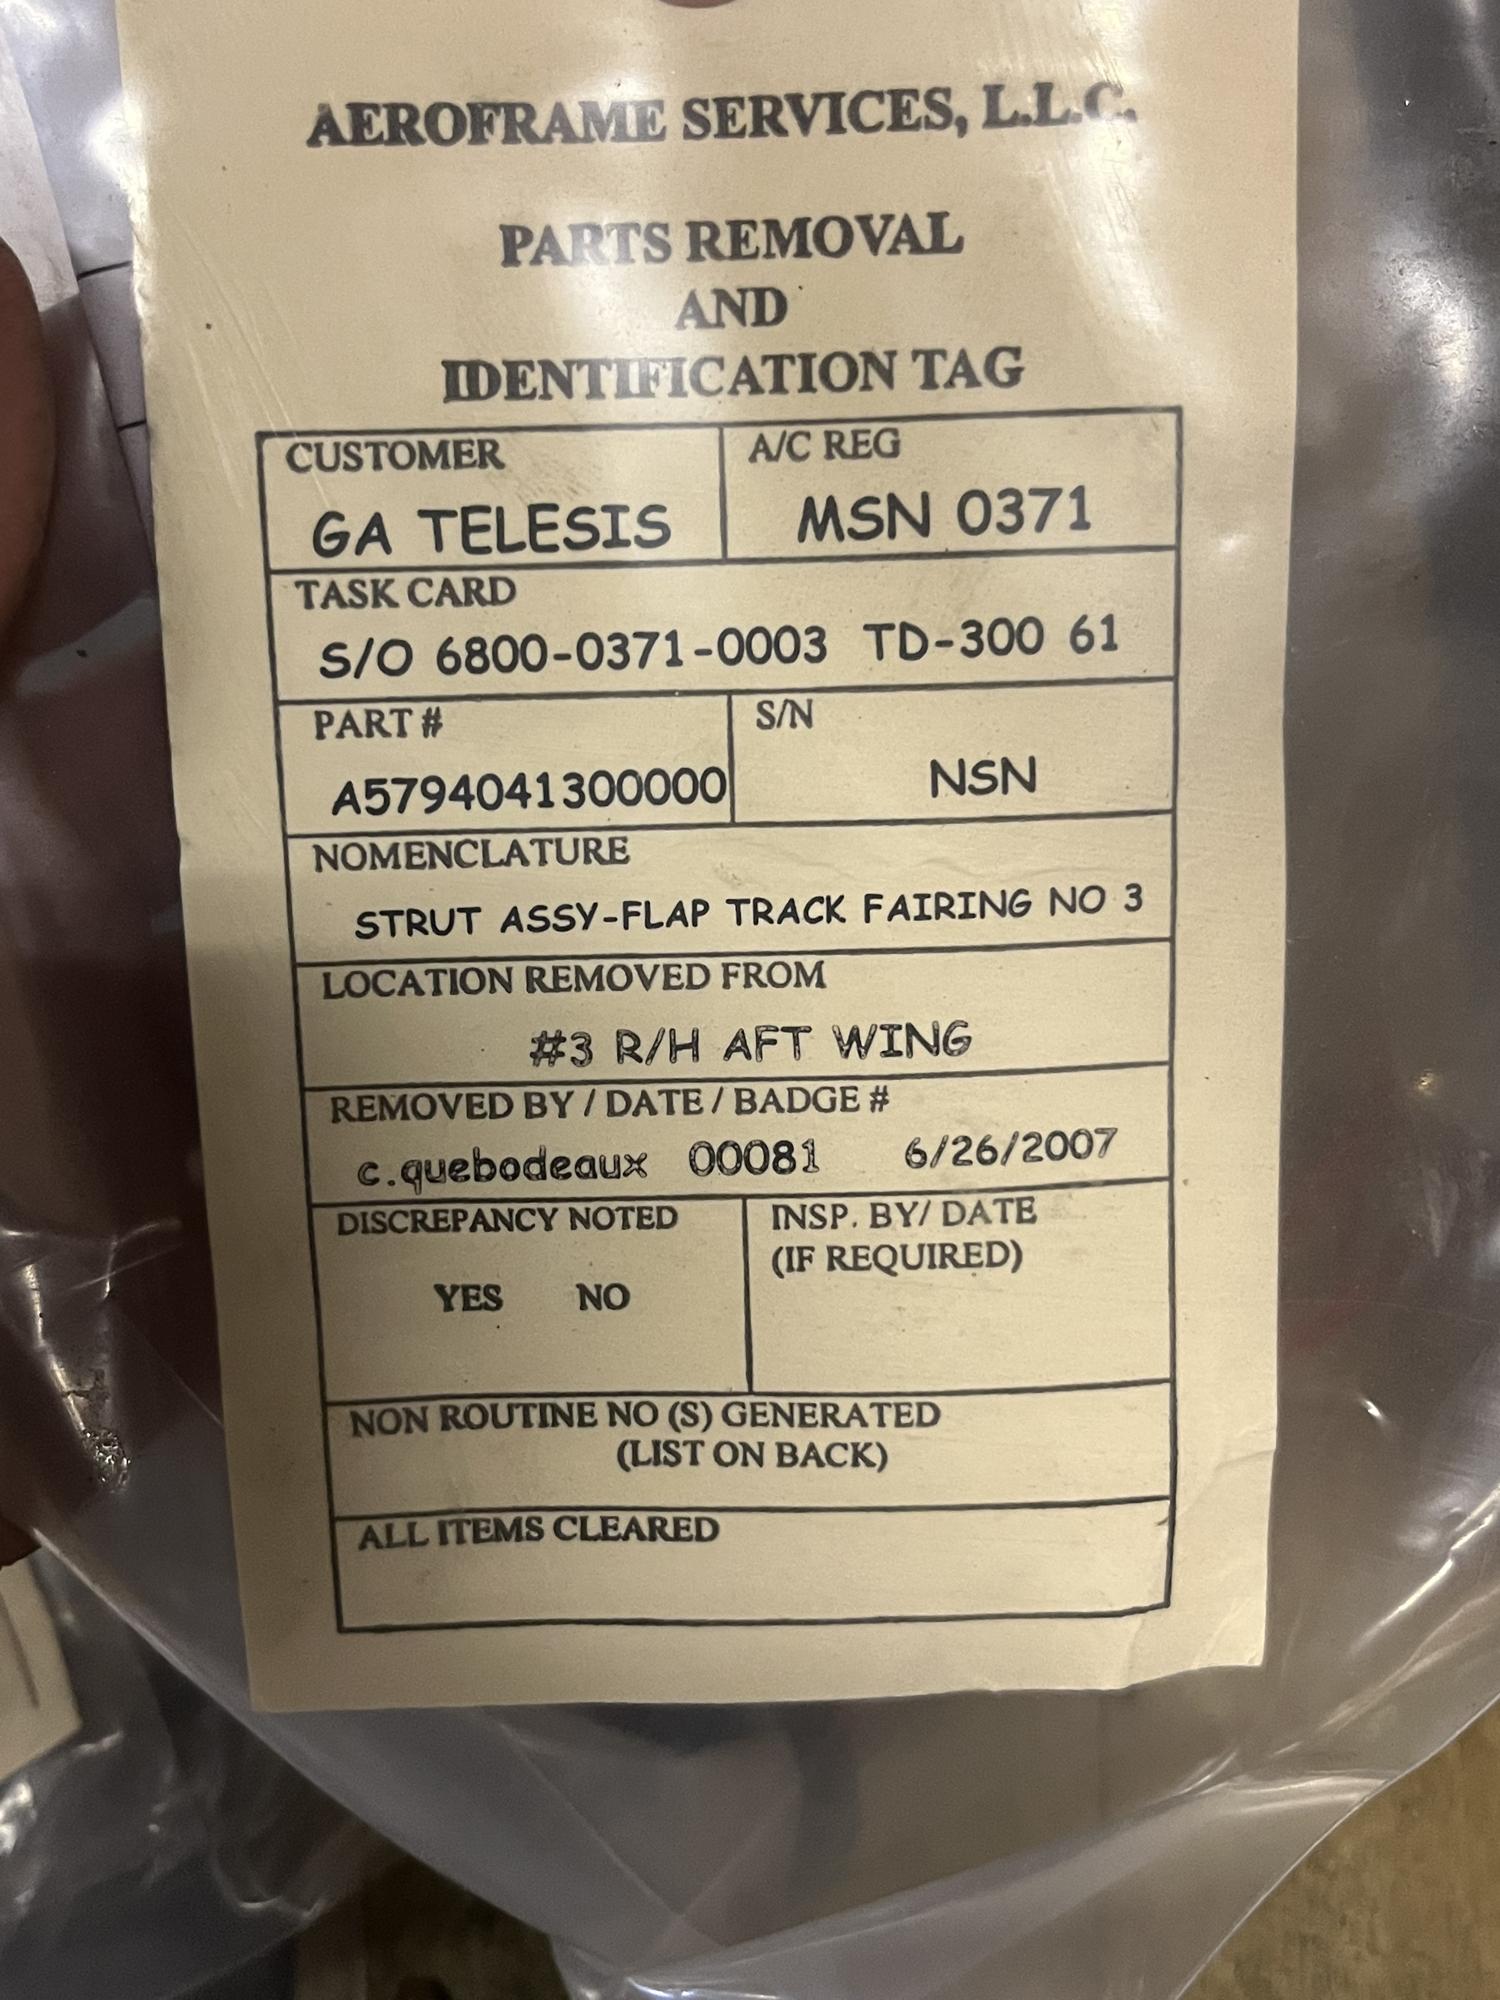 AEROFRAME SERVICES, L.L.C.
PARTS REMOVAL
AND
IDENTIFICATION TAG
CUSTOMER
GA TELESIS
A/C REG
MSN 0371
TASK CARD
S/O 6800-0371-0003 TD-300 61
PART #
A5794041300000
S/N
NSN
NOMENCLATURE
STRUT ASSY-FLAP TRACK FAIRING NO 3
LOCATION REMOVED FROM
#3 R/H AFT WING
REMOVED BY / DATE / BADGE #
c.quebodeaux 00081 6/26/2007
DISCREPANCY NOTED
YES NO
INSP. BY/ DATE
(IF REQUIRED)
NON ROUTINE NO (S) GENERATED
(LIST ON BACK)
ALL ITEMS CLEARED